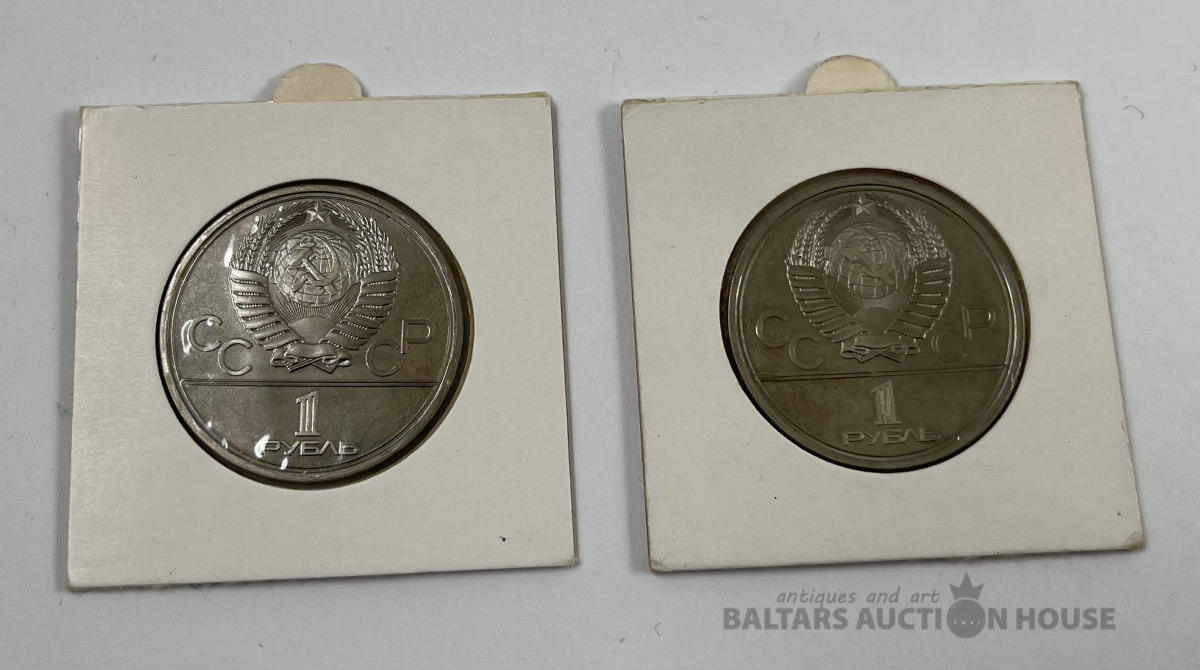 СССР
1
РУБЛЬ
СССР
1
РУБЛЬ
antiques and art
BALTARS AUCTION HOUSE